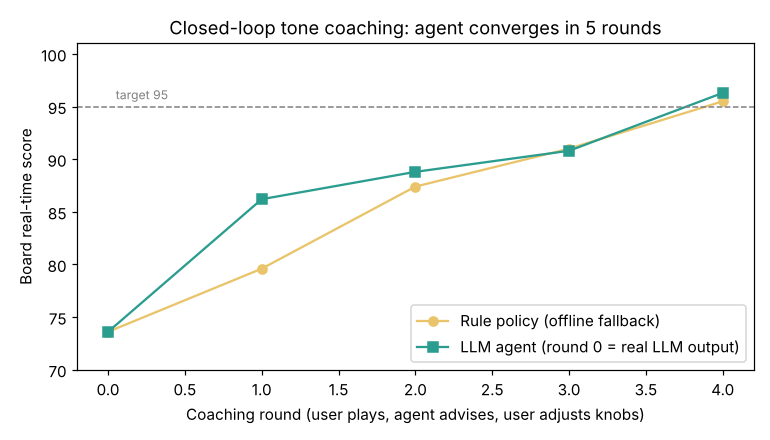 Closed-loop tone coaching: agent converges in 5 rounds
100
95
90
85
80
75
70
target 95
Board real-time score
Rule policy (offline fallback)
LLM agent (round 0 = real LLM output)
0.0 0.5 1.0 1.5 2.0 2.5 3.0 3.5 4.0
Coaching round (user plays, agent advises, user adjusts knobs)